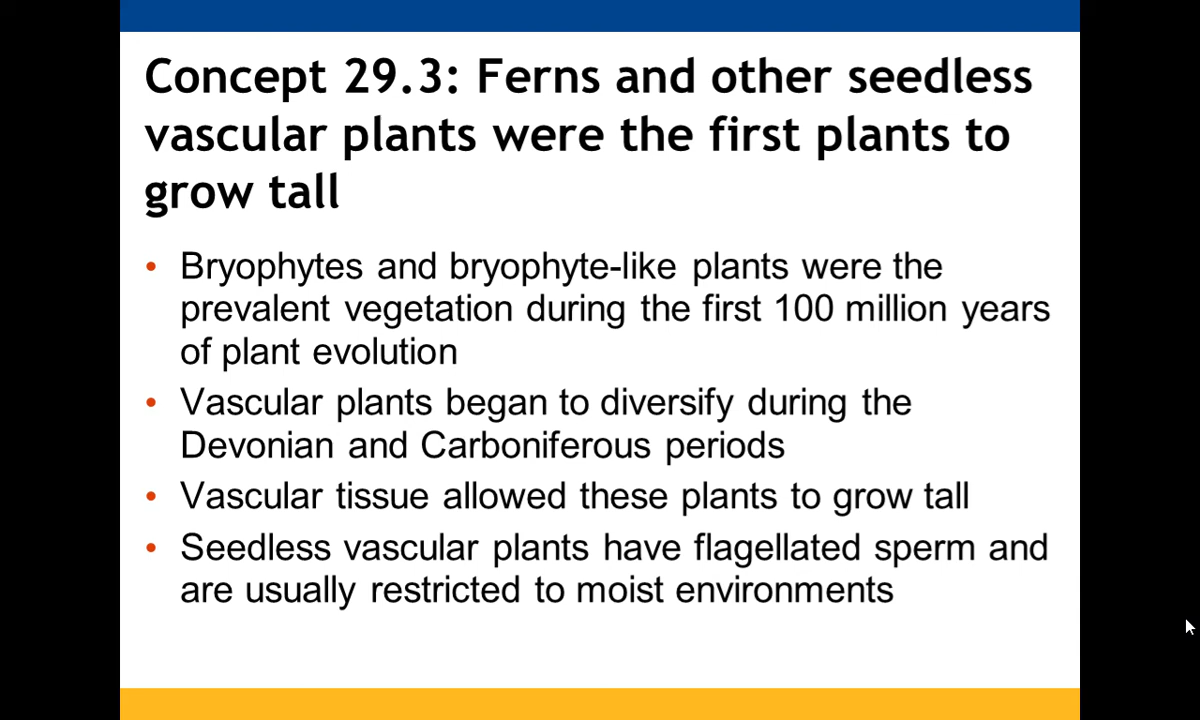 Concept 29.3: Ferns and other seedless
vascular plants were the first plants to
grow tall
• Bryophytes and bryophyte-like plants were the
prevalent vegetation during the first 100 million years
of plant evolution
• Vascular plants began to diversify during the
Devonian and Carboniferous periods
• Vascular tissue allowed these plants to grow tall
• Seedless vascular plants have flagellated sperm and
are usually restricted to moist environments